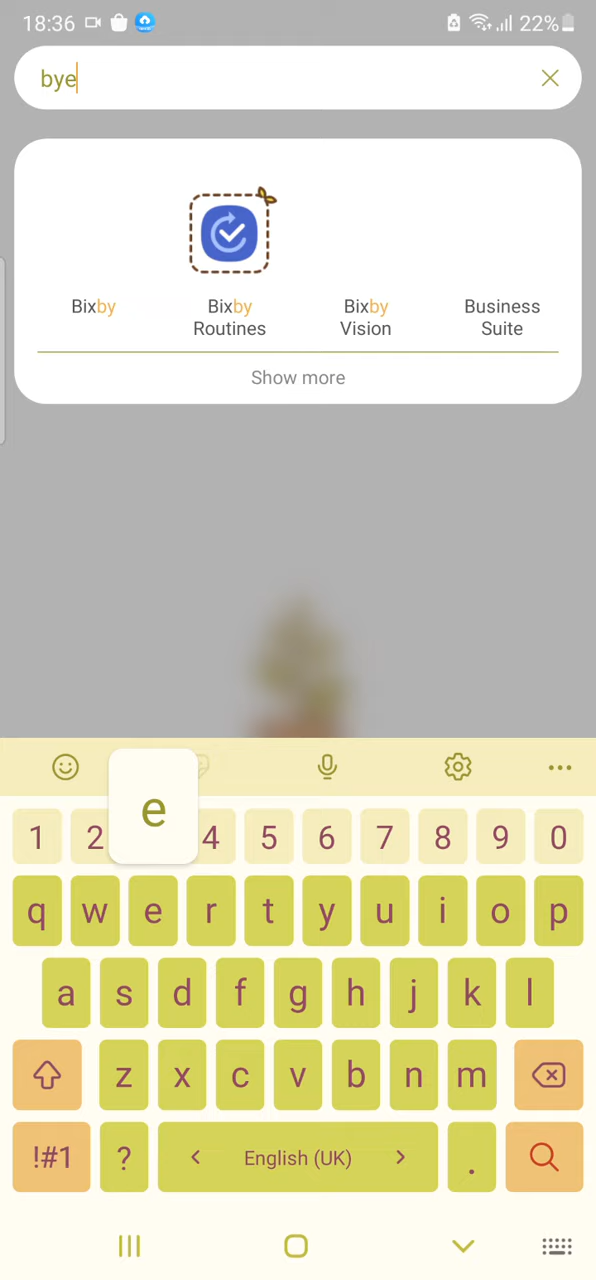 18:36 22%
bye
Bixby Bixby Bixby Business
Routines Vision Suite
Show more
e
1 2 4 5 6 7 8 9 0
q w e r t y u i o p
a s d f g h j k l
z x c v b n m
!#1 ? < English (UK) > .